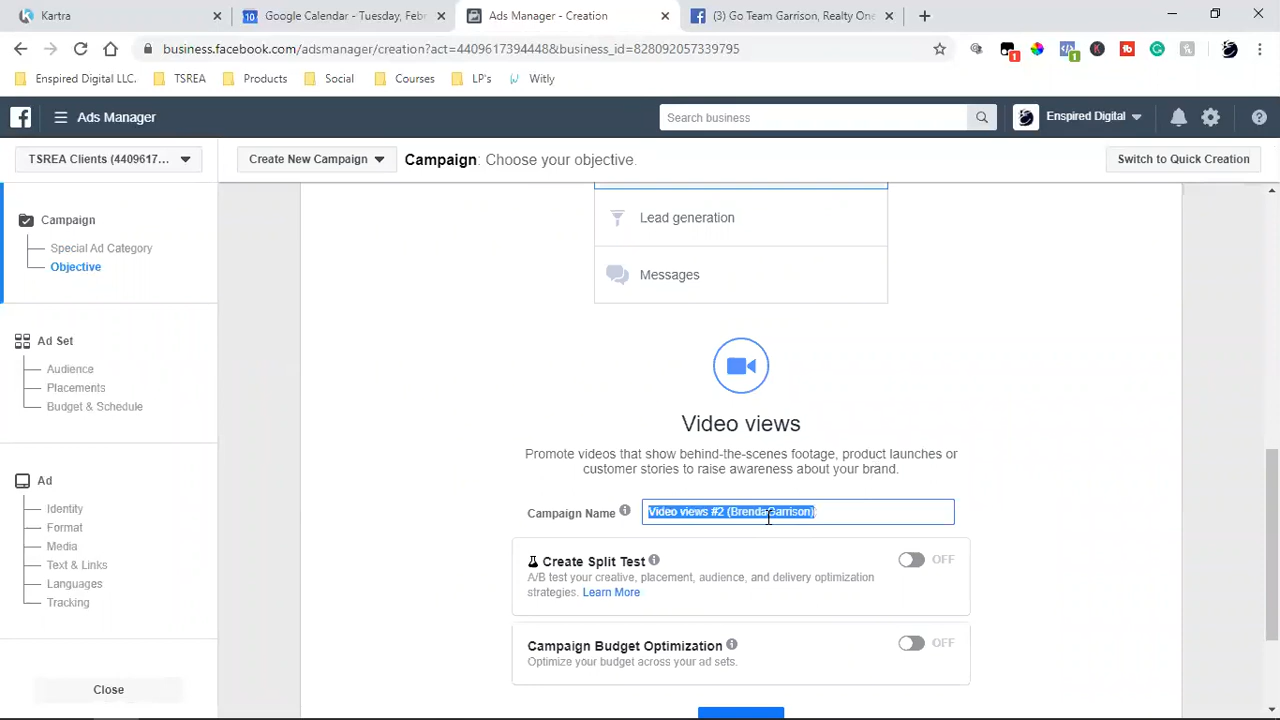 Kartra
10 Google Calendar - Tuesday, Febru
Ads Manager - Creation
(3) Go Team Garrison, Realty One
business.facebook.com/adsmanager/creation?act=4409617394448&business_id=828092057339795
1
1
Enspired Digital LLC.
TSREA
Products
Social
Courses
LP's
Witly
Ads Manager
Search business
Enspired Digital
TSREA Clients (4409617...
Create New Campaign
Campaign: Choose your objective.
Switch to Quick Creation
Campaign
Special Ad Category
Objective
Ad Set
Audience
Placements
Budget & Schedule
Ad
Identity
Format
Media
Text & Links
Languages
Tracking
Close
Lead generation
Messages
Video views
Promote videos that show behind-the-scenes footage, product launches or
customer stories to raise awareness about your brand.
Campaign Name
Video views #2 (BrendaGarrison)
Create Split Test
OFF
A/B test your creative, placement, audience, and delivery optimization
strategies. Learn More
Campaign Budget Optimization
OFF
Optimize your budget across your ad sets.